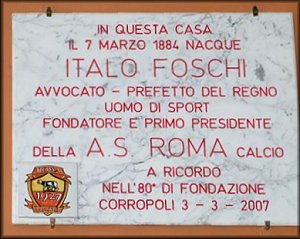 IN QUESTA CASA
IL 7 MARZO 1884 NACQUE
ITALO FOSCHI
AVVOCATO - PREFETTO DEL REGNO
UOMO DI SPORT
FONDATORE E PRIMO PRESIDENTE
DELLA A.S. ROMA CALCIO
A RICORDO
NELL'80° DI FONDAZIONE
CORROPOLI 3 - 3 - 2007
1927